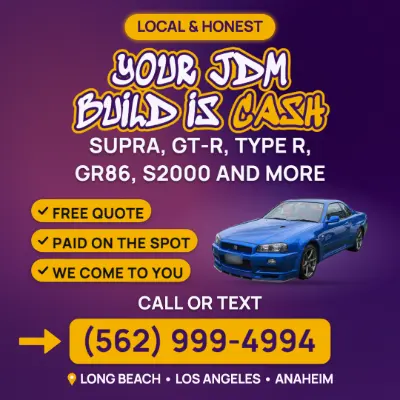 LOCAL & HONEST
YOUR JDM
BUILD IS CASH
SUPRA, GT-R, TYPE R,
GR86, S2000 AND MORE
FREE QUOTE
PAID ON THE SPOT
WE COME TO YOU
CALL OR TEXT
(562) 999-4994
LONG BEACH • LOS ANGELES • ANAHEIM